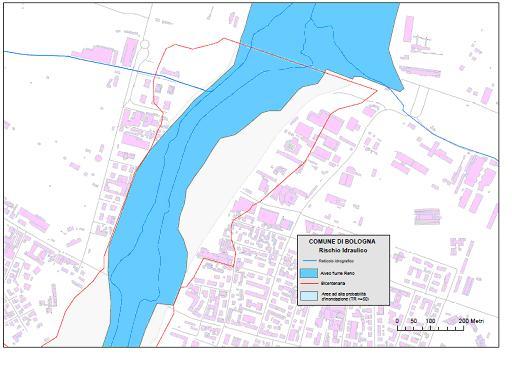 COMUNE DI BOLOGNA
Rischio Idraulico
Reticolo idrografico
Alveo fiume Reno
Bicentenaria
Aree ad alta probabilità
d'inondazione (TR <=50)
0 50 100 200 Metri